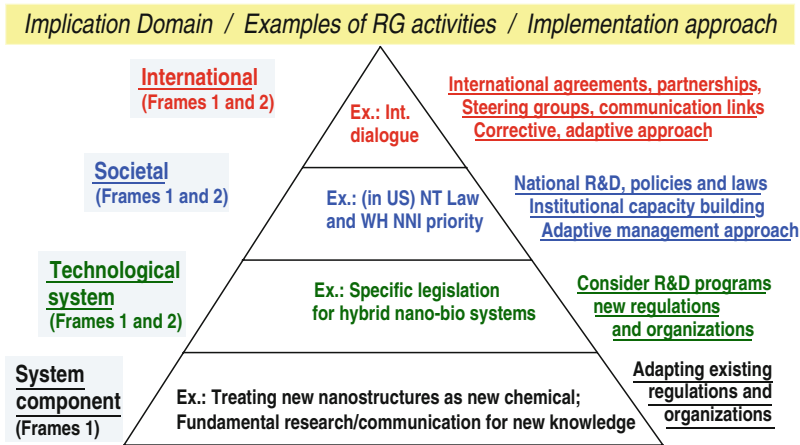 Implication Domain / Examples of RG activities / Implementation approach
International
(Frames 1 and 2)
Ex.: Int.
dialogue
International agreements, partnerships,
Steering groups, communication links
Corrective, adaptive approach
Societal
(Frames 1 and 2)
Ex.: (in US) NT Law
and WH NNI priority
National R&D, policies and laws
Institutional capacity building
Adaptive management approach
Technological
system
(Frames 1 and 2)
Ex.: Specific legislation
for hybrid nano-bio systems
Consider R&D programs
new regulations
and organizations
System
component
(Frames 1)
Ex.: Treating new nanostructures as new chemical;
Fundamental research/communication for new knowledge
Adapting existing
regulations and
organizations